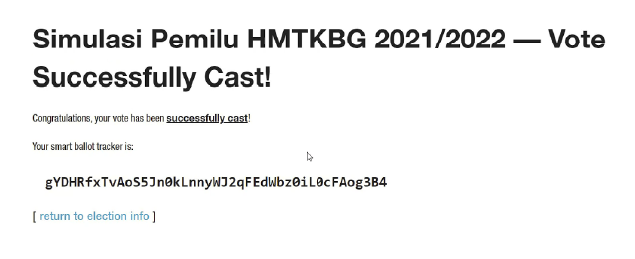 Simulasi Pemilu HMTKBG 2021/2022 — Vote
Successfully Cast!
Congratulations, your vote has been successfully cast!
Your smart ballot tracker is:
gYDHRfxTvAoS5Jn0kLnnyWJ2qFEdWbz0iL0cFAog3B4
[ return to election info ]